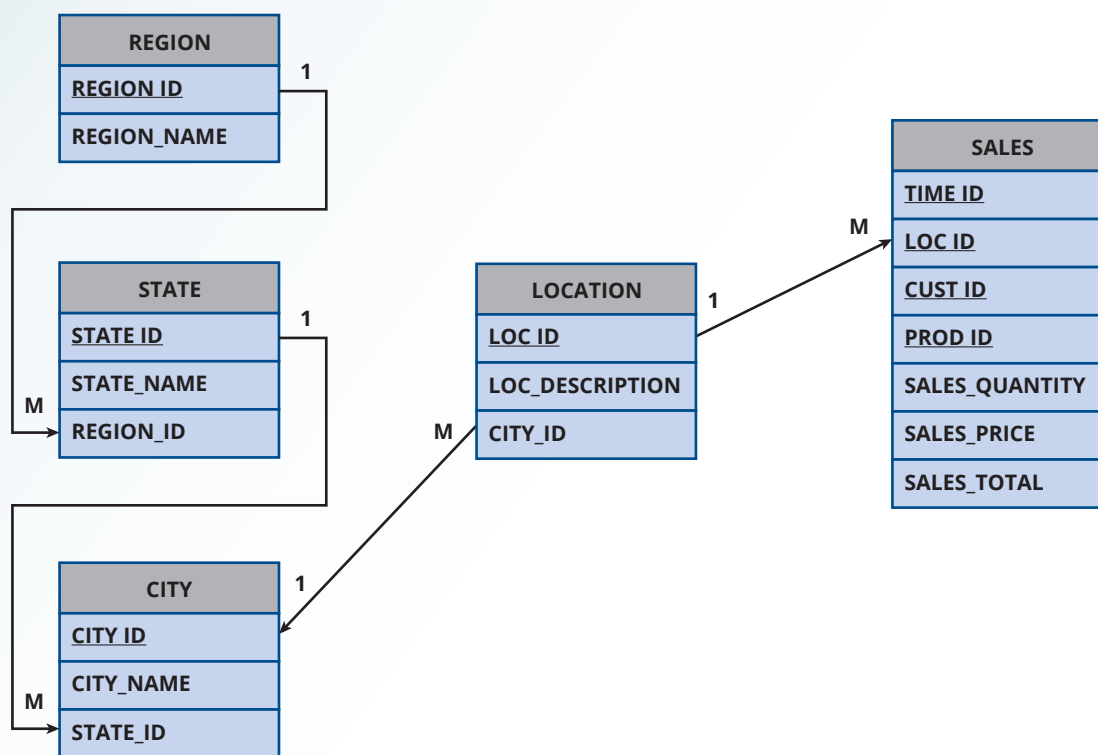 REGION
REGION ID
REGION_NAME
1
M
STATE
STATE ID
STATE_NAME
REGION_ID
1
M
CITY
CITY ID
CITY_NAME
STATE_ID
1
M
LOCATION
LOC ID
LOC_DESCRIPTION
CITY_ID
1
M
SALES
TIME ID
LOC ID
CUST ID
PROD ID
SALES_QUANTITY
SALES_PRICE
SALES_TOTAL